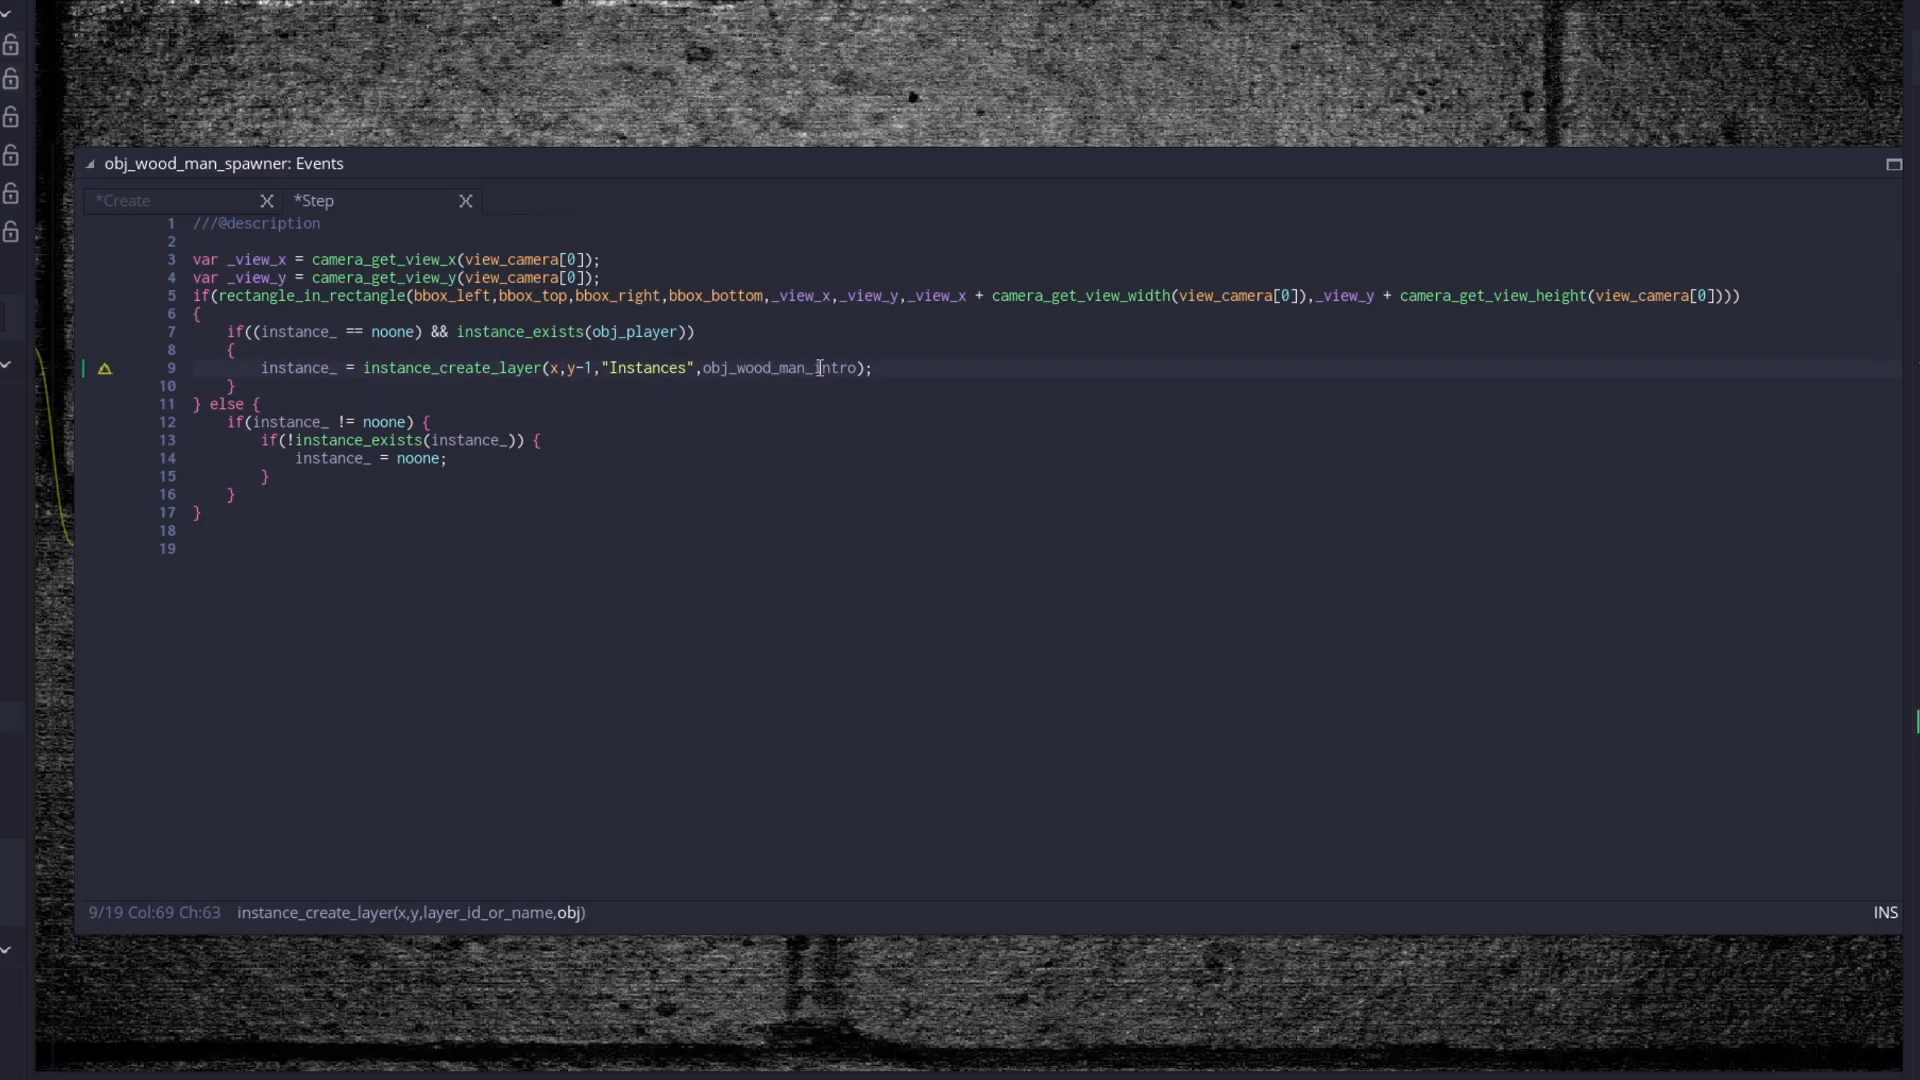 obj_wood_man_spawner: Events
*Create X *Step X
1 ///@description
2
3 var _view_x = camera_get_view_x(view_camera[0]);
4 var _view_y = camera_get_view_y(view_camera[0]);
5 if(rectangle_in_rectangle(bbox_left,bbox_top,bbox_right,bbox_bottom,_view_x,_view_y,_view_x + camera_get_view_width(view_camera[0]),_view_y + camera_get_view_height(view_camera[0])))
6 {
7     if((instance_ == noone) && instance_exists(obj_player))
8     {
9         instance_ = instance_create_layer(x,y-1,"Instances",obj_wood_man_intro);
10     }
11 } else {
12     if(instance_ != noone) {
13         if(!instance_exists(instance_)) {
14             instance_ = noone;
15         }
16     }
17 }
18
19
9/19 Col:69 Ch:63 instance_create_layer(x,y,layer_id_or_name,obj) INS